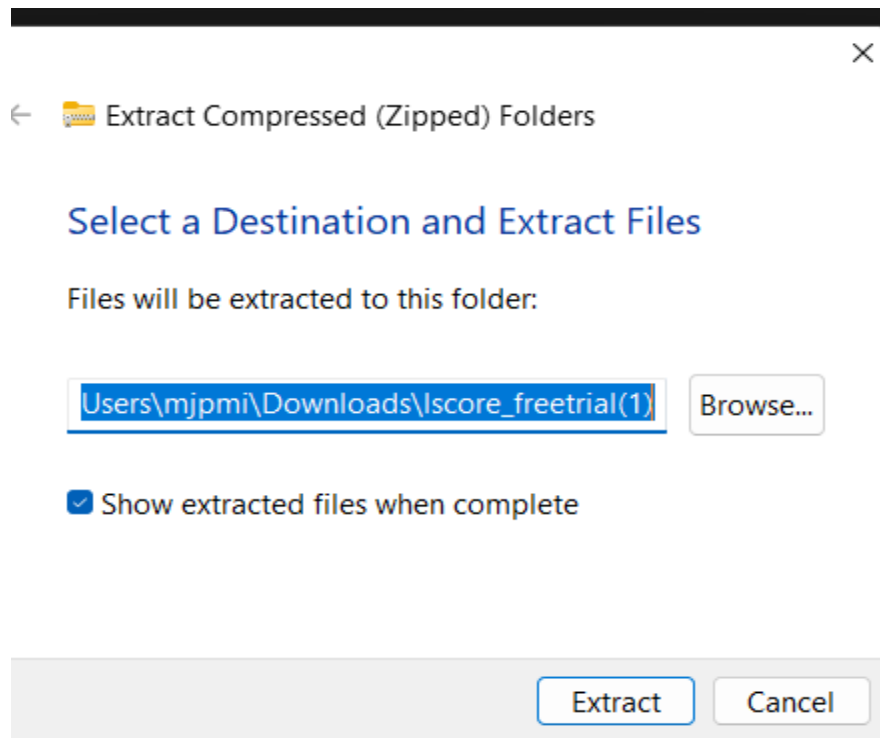 Extract Compressed (Zipped) Folders
Select a Destination and Extract Files
Files will be extracted to this folder:
Users\mjpmi\Downloads\lscore_freetrial(1)
Browse...
Show extracted files when complete
Extract
Cancel